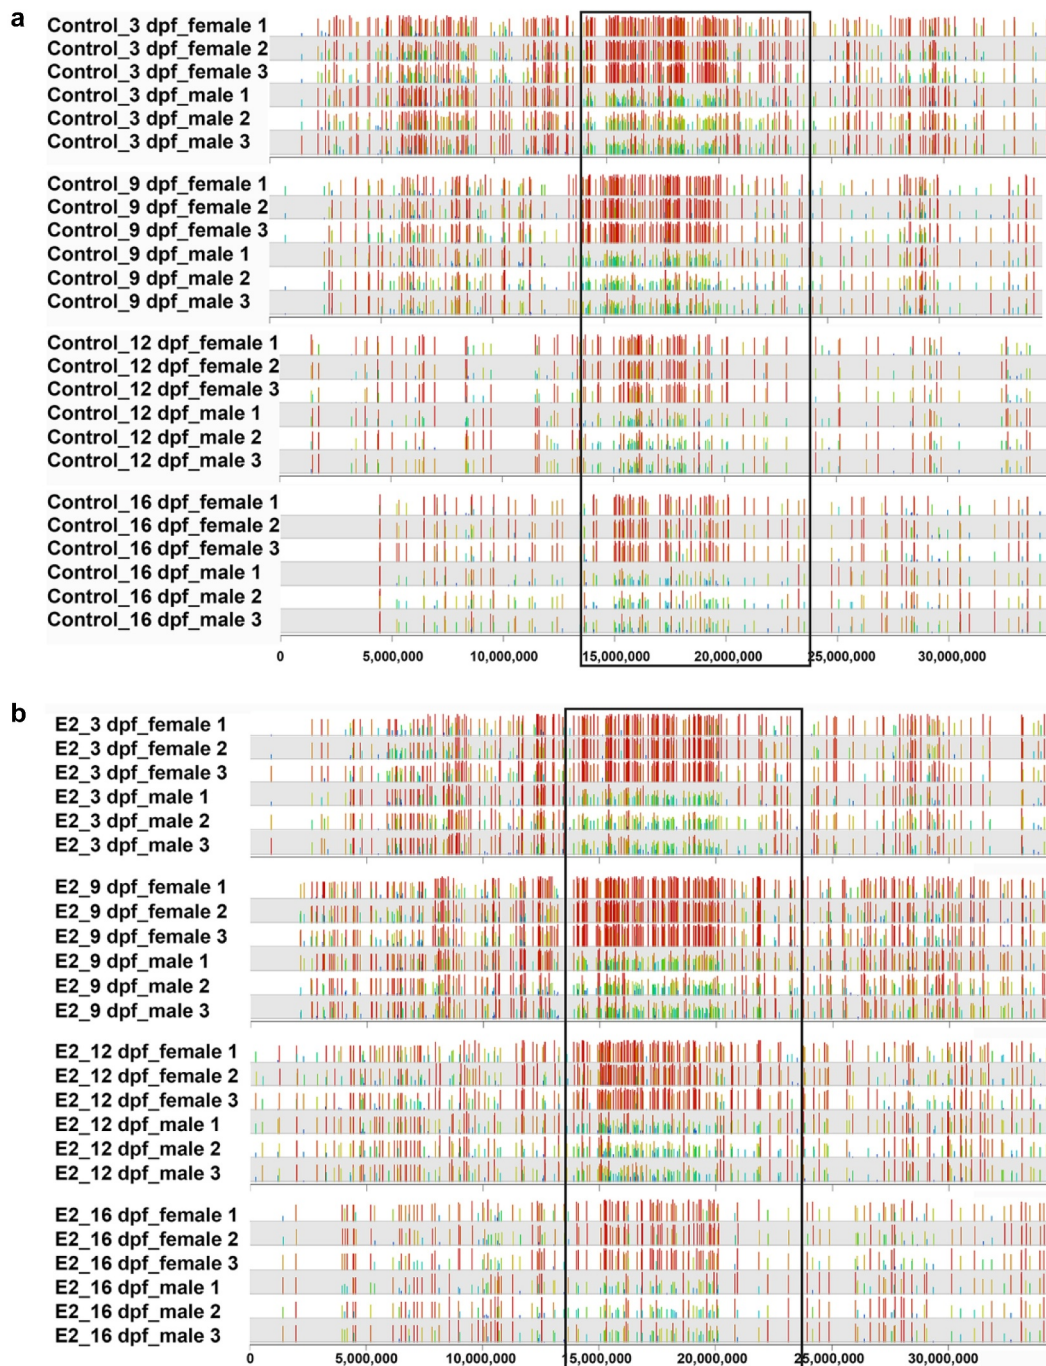 a
Control_3 dpf_female 1
Control_3 dpf_female 2
Control_3 dpf_female 3
Control_3 dpf_male 1
Control_3 dpf_male 2
Control_3 dpf_male 3
Control_9 dpf_female 1
Control_9 dpf_female 2
Control_9 dpf_female 3
Control_9 dpf_male 1
Control_9 dpf_male 2
Control_9 dpf_male 3
Control_12 dpf_female 1
Control_12 dpf_female 2
Control_12 dpf_female 3
Control_12 dpf_male 1
Control_12 dpf_male 2
Control_12 dpf_male 3
Control_16 dpf_female 1
Control_16 dpf_female 2
Control_16 dpf_female 3
Control_16 dpf_male 1
Control_16 dpf_male 2
Control_16 dpf_male 3
0 5,000,000 10,000,000 15,000,000 20,000,000 25,000,000 30,000,000
b
E2_3 dpf_female 1
E2_3 dpf_female 2
E2_3 dpf_female 3
E2_3 dpf_male 1
E2_3 dpf_male 2
E2_3 dpf_male 3
E2_9 dpf_female 1
E2_9 dpf_female 2
E2_9 dpf_female 3
E2_9 dpf_male 1
E2_9 dpf_male 2
E2_9 dpf_male 3
E2_12 dpf_female 1
E2_12 dpf_female 2
E2_12 dpf_female 3
E2_12 dpf_male 1
E2_12 dpf_male 2
E2_12 dpf_male 3
E2_16 dpf_female 1
E2_16 dpf_female 2
E2_16 dpf_female 3
E2_16 dpf_male 1
E2_16 dpf_male 2
E2_16 dpf_male 3
0 5,000,000 10,000,000 15,000,000 20,000,000 25,000,000 30,000,000